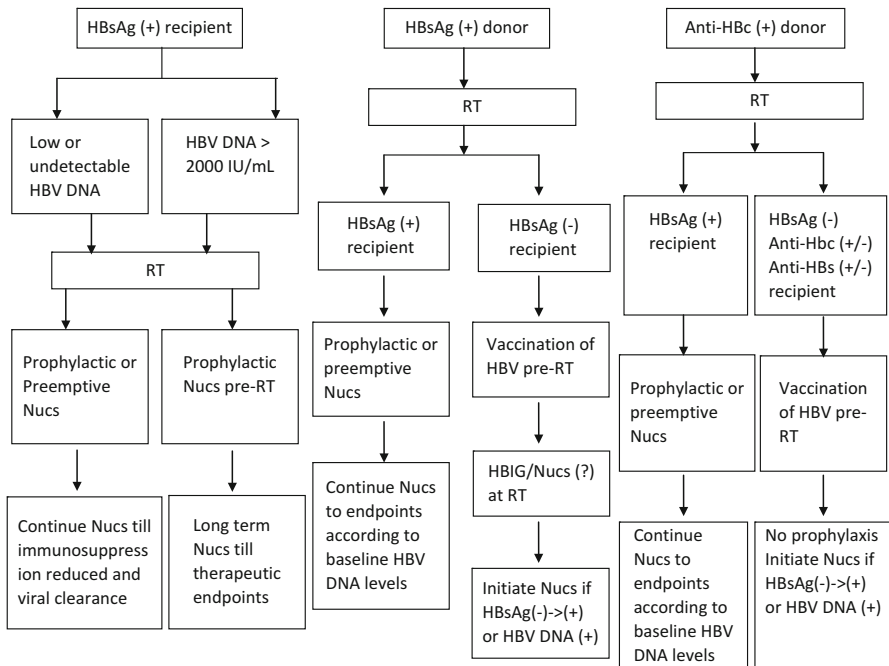 HBsAg (+) recipient
Low or
undetectable
HBV DNA
HBV DNA >
2000 IU/mL
RT
Prophylactic or
Preemptive
Nucs
Prophylactic
Nucs pre-RT
Continue Nucs till
immunosuppress
ion reduced and
viral clearance
Long term
Nucs till
therapeutic
endpoints
HBsAg (+) donor
RT
HBsAg (+)
recipient
HBsAg (-)
recipient
Prophylactic or
preemptive
Nucs
Vaccination of
HBV pre-RT
Continue Nucs
to endpoints
according to
baseline HBV
DNA levels
HBIG/Nucs (?)
at RT
Initiate Nucs if
HBsAg(-)->(+)
or HBV DNA (+)
Anti-HBc (+) donor
RT
HBsAg (+)
recipient
HBsAg (-)
Anti-Hbc (+/-)
Anti-HBs (+/-)
recipient
Prophylactic or
preemptive
Nucs
Vaccination
of HBV pre-
RT
Continue
Nucs to
endpoints
according to
baseline HBV
DNA levels
No prophylaxis
Initiate Nucs if
HBsAg(-)->(+)
or HBV DNA (+)